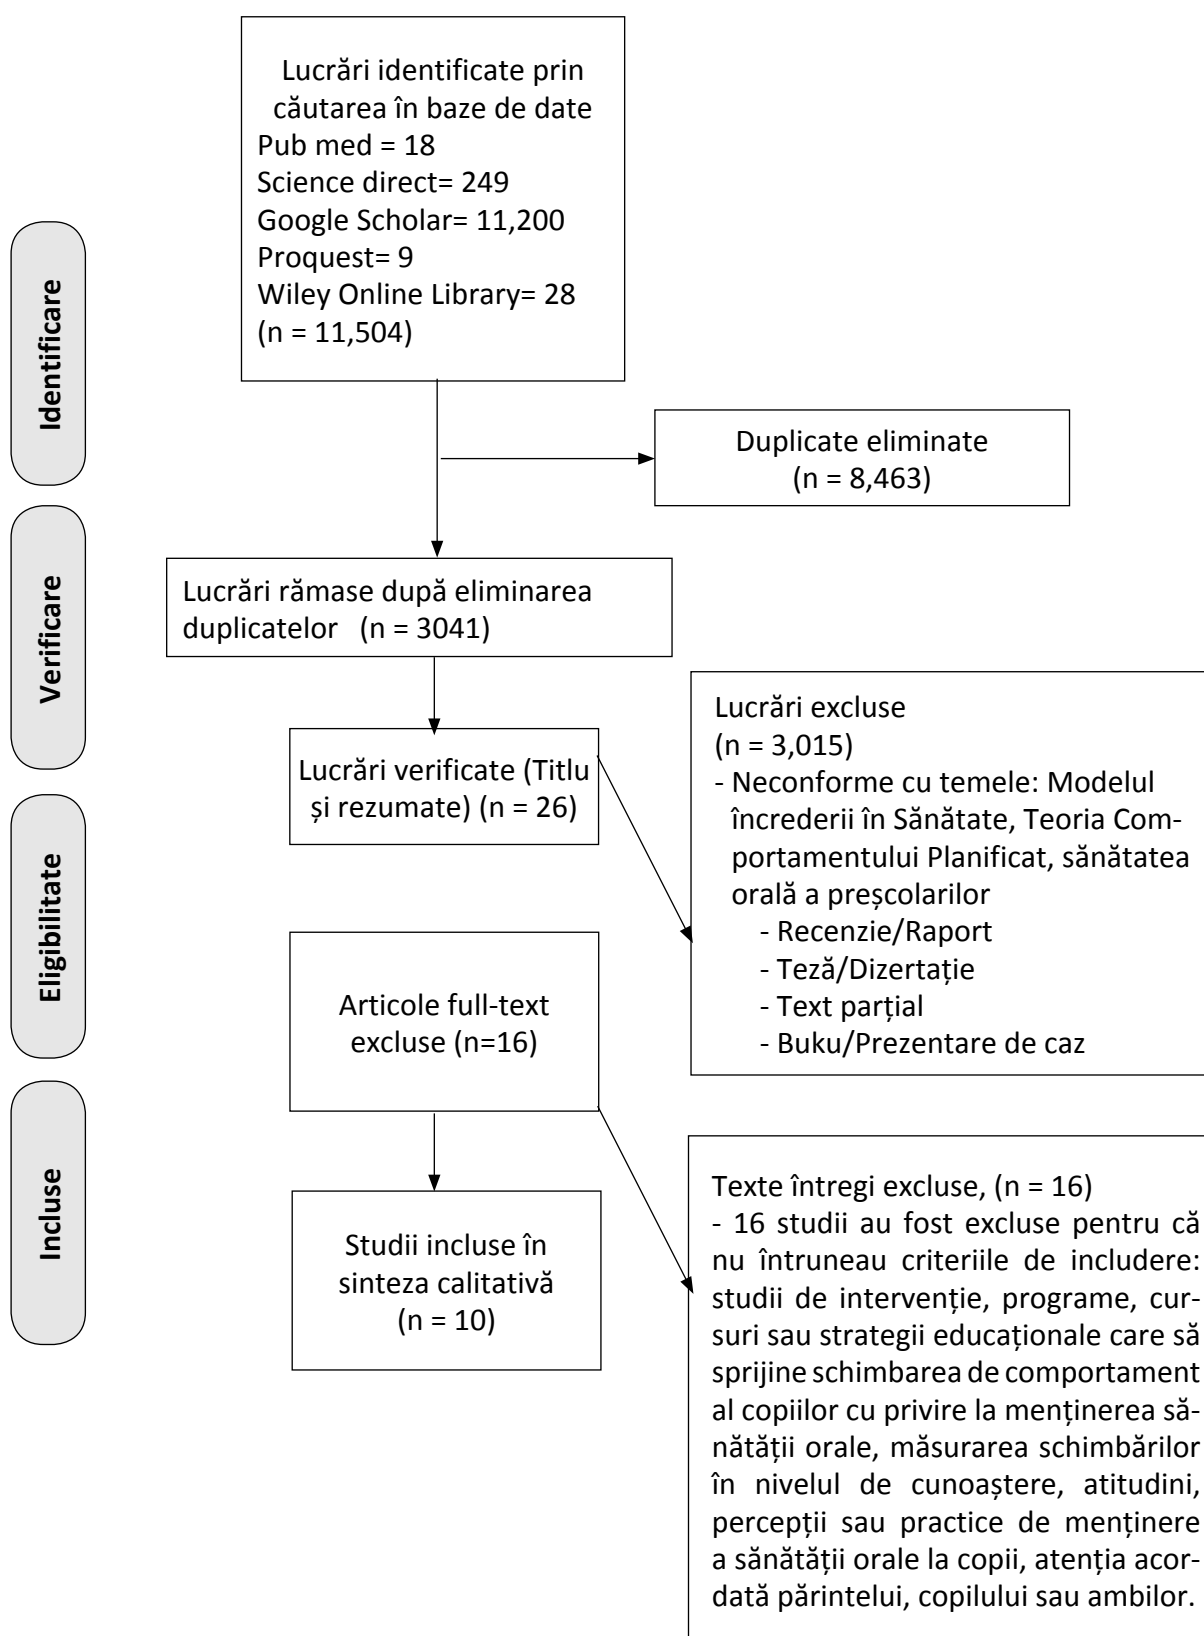 Lucrări identificate prin
căutarea în baze de date
Pub med = 18
Science direct= 249
Google Scholar= 11,200
Proquest= 9
Wiley Online Library= 28
(n = 11,504)
Identificare
Duplicate eliminate
(n = 8,463)
Verificare
Lucrări rămase după eliminarea
duplicatelor (n = 3041)
Lucrări verificate (Titlu
și rezumate) (n = 26)
Lucrări excluse
(n = 3,015)
- Neconforme cu temele: Modelul
încrederii în Sănătate, Teoria Com-
portamentului Planificat, sănătatea
orală a preșcolarilor
- Recenzie/Raport
- Teză/Dizertație
- Text parțial
- Buku/Prezentare de caz
Eligibilitate
Articole full-text
excluse (n=16)
Incluse
Studii incluse în
sinteza calitativă
(n = 10)
Texte întregi excluse, (n = 16)
- 16 studii au fost excluse pentru că
nu întruneau criteriile de includere:
studii de intervenție, programe, cur-
suri sau strategii educaționale care să
sprijine schimbarea de comportament
al copiilor cu privire la menținerea să-
nătății orale, măsurarea schimbărilor
în nivelul de cunoaștere, atitudini,
percepții sau practice de menținere
a sănătății orale la copii, atenția acor-
dată părintelui, copilului sau ambilor.